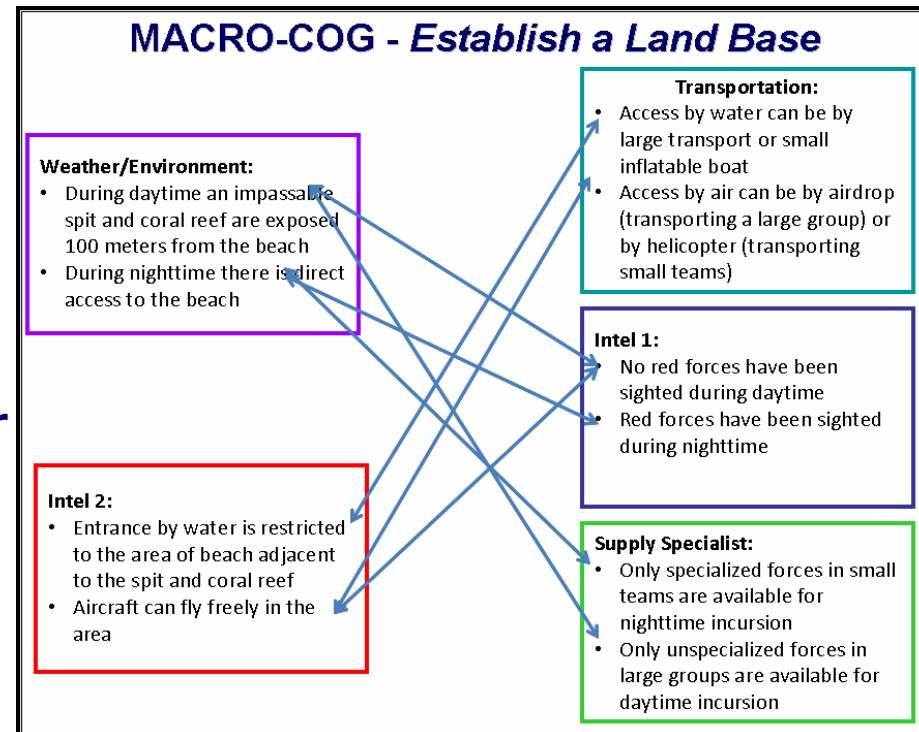 MACRO-COG - Establish a Land Base
Weather/Environment:
• During daytime an impassable
spit and coral reef are exposed
100 meters from the beach
• During nighttime there is direct
access to the beach
Intel 2:
• Entrance by water is restricted
to the area of beach adjacent
to the spit and coral reef
• Aircraft can fly freely in the
area
Transportation:
• Access by water can be by
large transport or small
inflatable boat
• Access by air can be by airdrop
(transporting a large group) or
by helicopter (transporting
small teams)
Intel 1:
• No red forces have been
sighted during daytime
• Red forces have been sighted
during nighttime
Supply Specialist:
• Only specialized forces in small
teams are available for
nighttime incursion
• Only unspecialized forces in
large groups are available for
daytime incursion